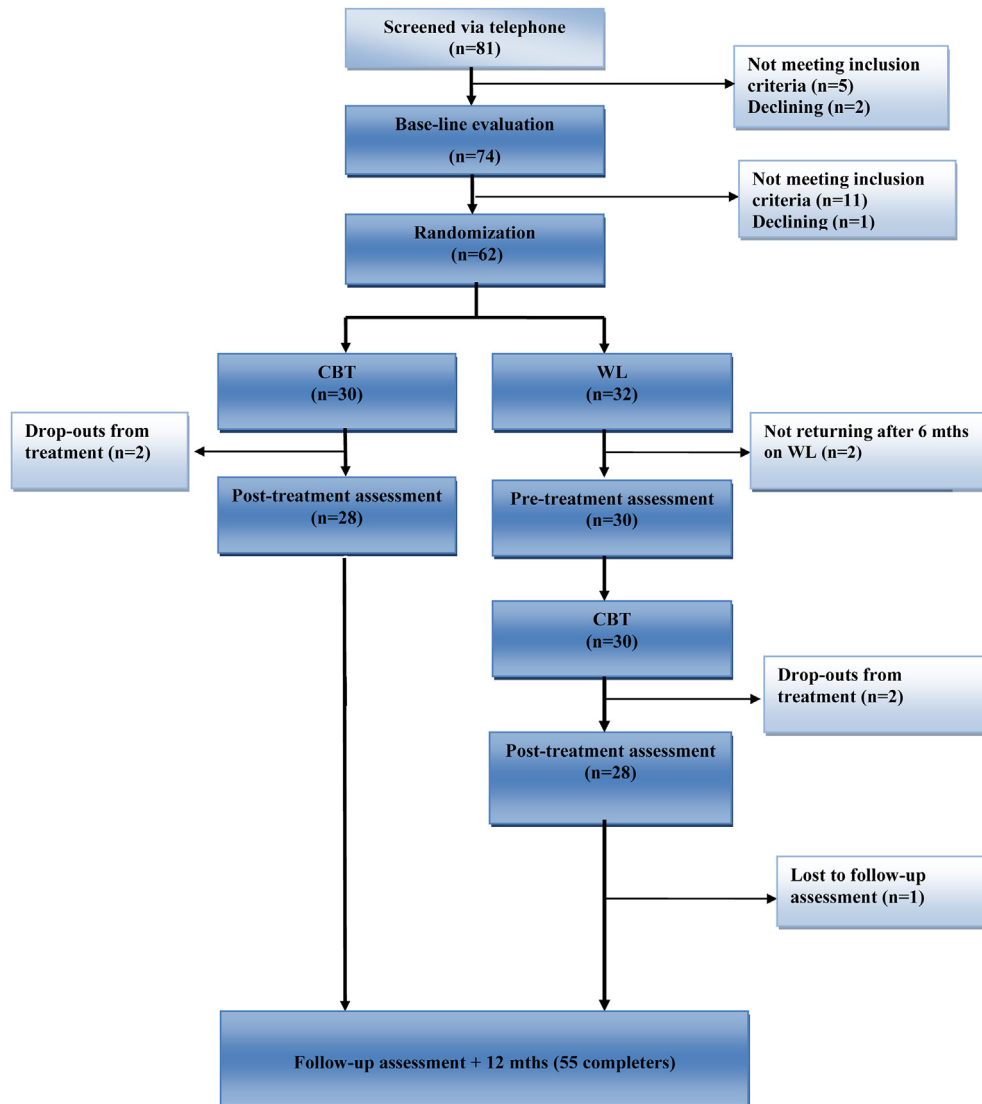 Screened via telephone
(n=81)
Not meeting inclusion
criteria (n=5)
Declining (n=2)
Base-line evaluation
(n=74)
Not meeting inclusion
criteria (n=11)
Declining (n=1)
Randomization
(n=62)
CBT
(n=30)
WL
(n=32)
Drop-outs from
treatment (n=2)
Not returning after 6 mths
on WL (n=2)
Post-treatment assessment
(n=28)
Pre-treatment assessment
(n=30)
CBT
(n=30)
Drop-outs from
treatment (n=2)
Post-treatment assessment
(n=28)
Lost to follow-up
assessment (n=1)
Follow-up assessment + 12 mths (55 completers)